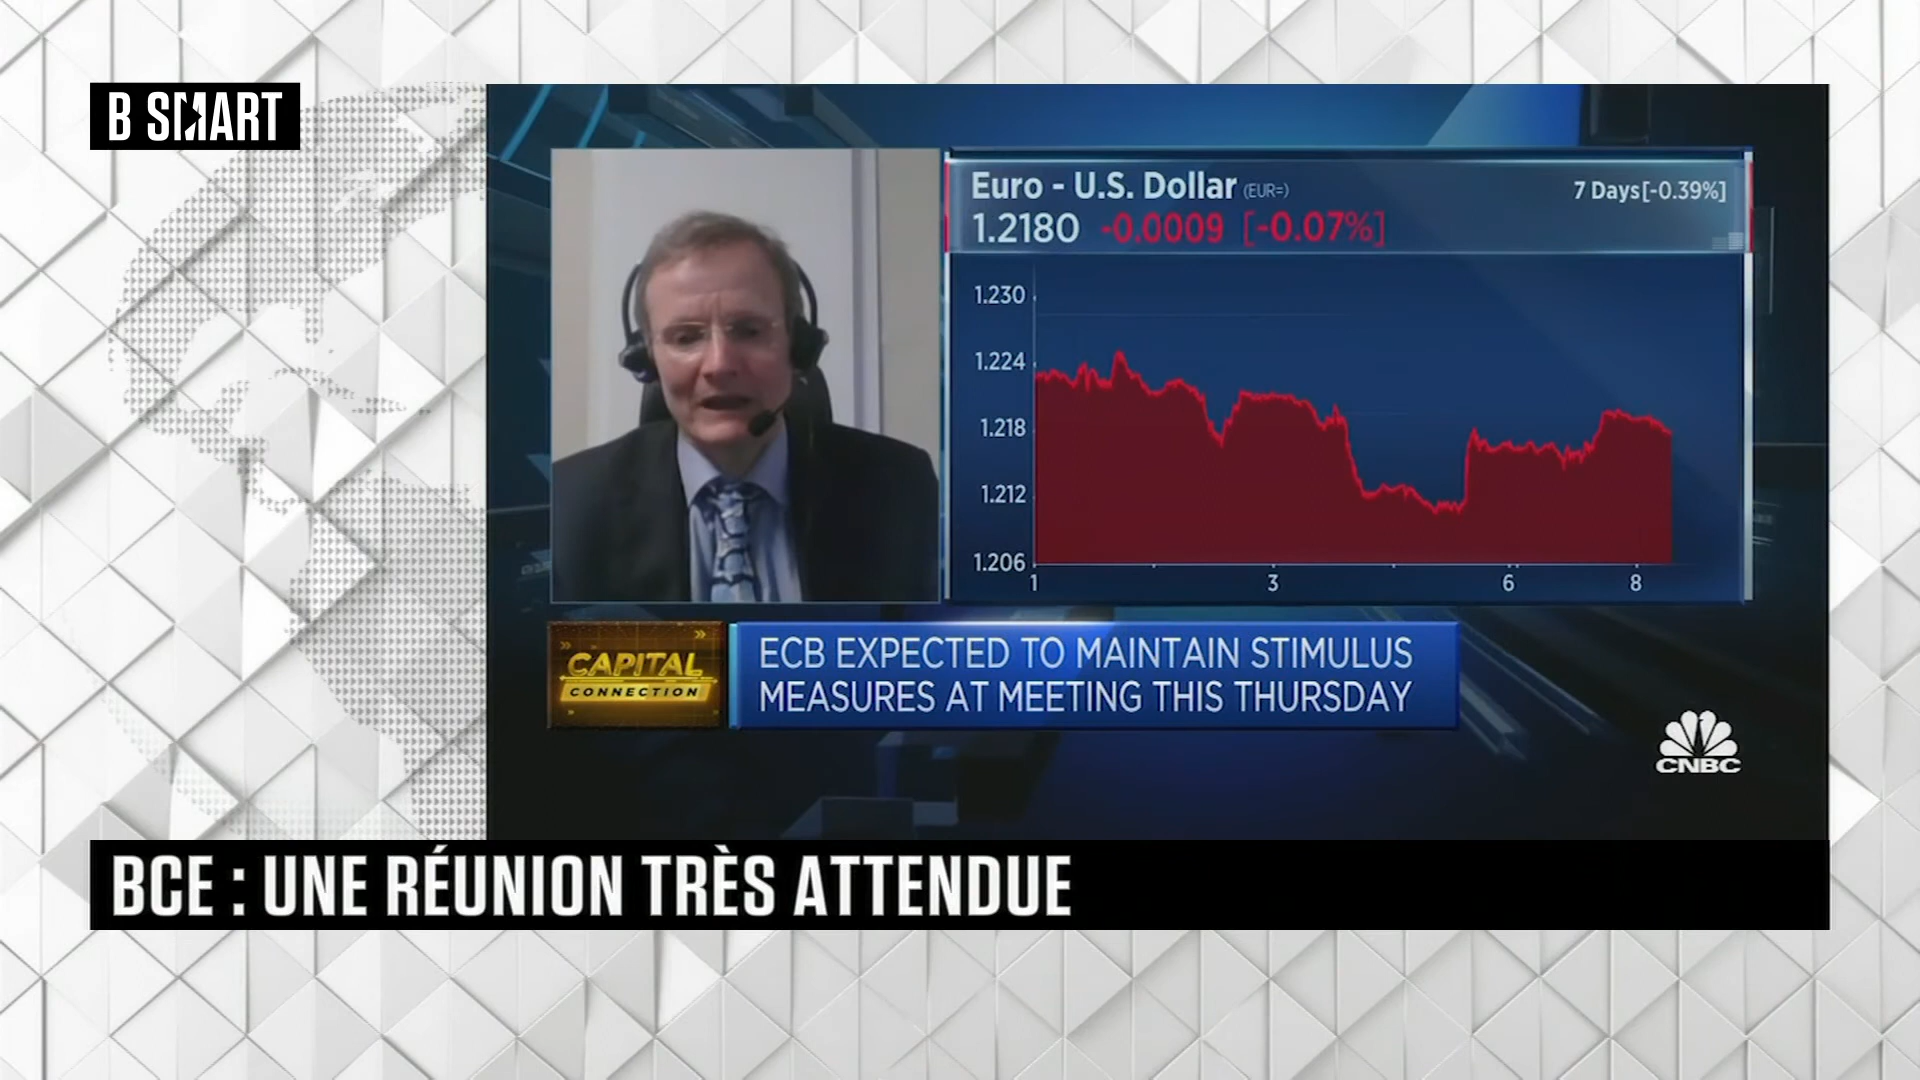 B SMART
Euro - U.S. Dollar (EUR=)
7 Days[-0.39%]
1.2180 -0.0009 [-0.07%]
1.230
1.224
1.218
1.212
1.206
1 3 6 8
CAPITAL
CONNECTION
ECB EXPECTED TO MAINTAIN STIMULUS
MEASURES AT MEETING THIS THURSDAY
CNBC
BCE : UNE RÉUNION TRÈS ATTENDUE